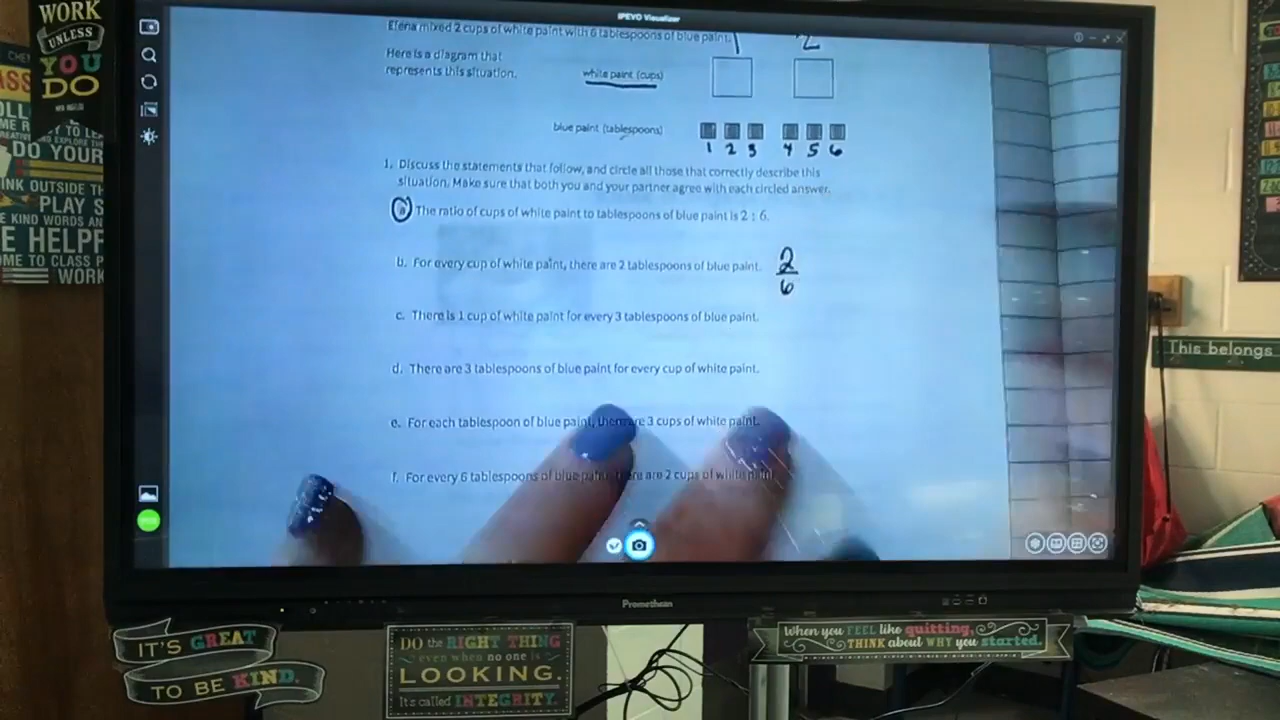 WORK
UNLESS
YOU
DO
DO YOUR
INK OUTSIDE TH
PLAY S
E KIND WORDS AN
E HELPF
OME TO CLASS P
WORK
IPEVO Visualizer
Elena mixed 2 cups of white paint with 6 tablespoons of blue paint.
Here is a diagram that
represents this situation.
white paint (cups)
1 2
blue paint (tablespoons)
1 2 3 4 5 6
1. Discuss the statements that follow, and circle all those that correctly describe this
situation. Make sure that both you and your partner agree with each circled answer.
a The ratio of cups of white paint to tablespoons of blue paint is 2 : 6.
b. For every cup of white paint, there are 2 tablespoons of blue paint.
2
6
c. There is 1 cup of white paint for every 3 tablespoons of blue paint.
d. There are 3 tablespoons of blue paint for every cup of white paint.
e. For each tablespoon of blue paint, there are 3 cups of white paint.
f. For every 6 tablespoons of blue paint, there are 2 cups of white paint.
This belongs
Promethean
IT'S GREAT
TO BE KIND.
DO the RIGHT THING
even when no one is
LOOKING.
It's called INTEGRITY.
When you FEEL like quitting,
THINK about WHY you started.